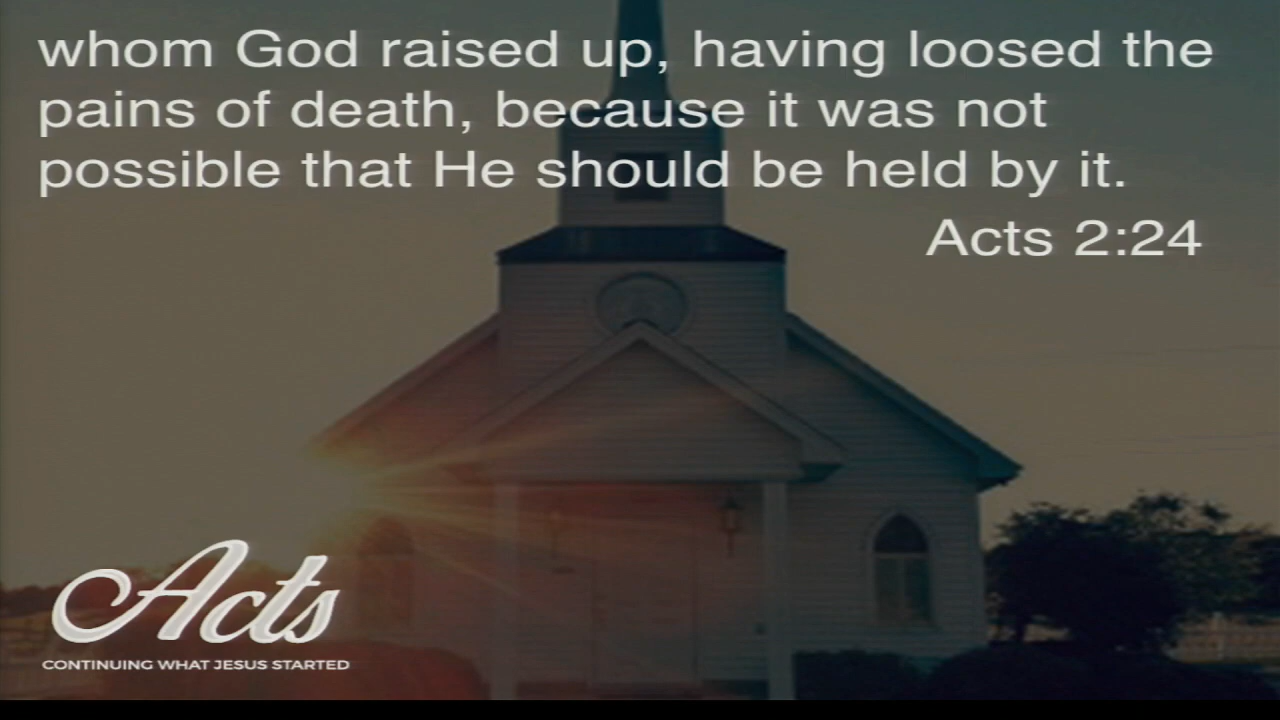 whom God raised up, having loosed the
pains of death, because it was not
possible that He should be held by it.
Acts 2:24
Acts
CONTINUING WHAT JESUS STARTED